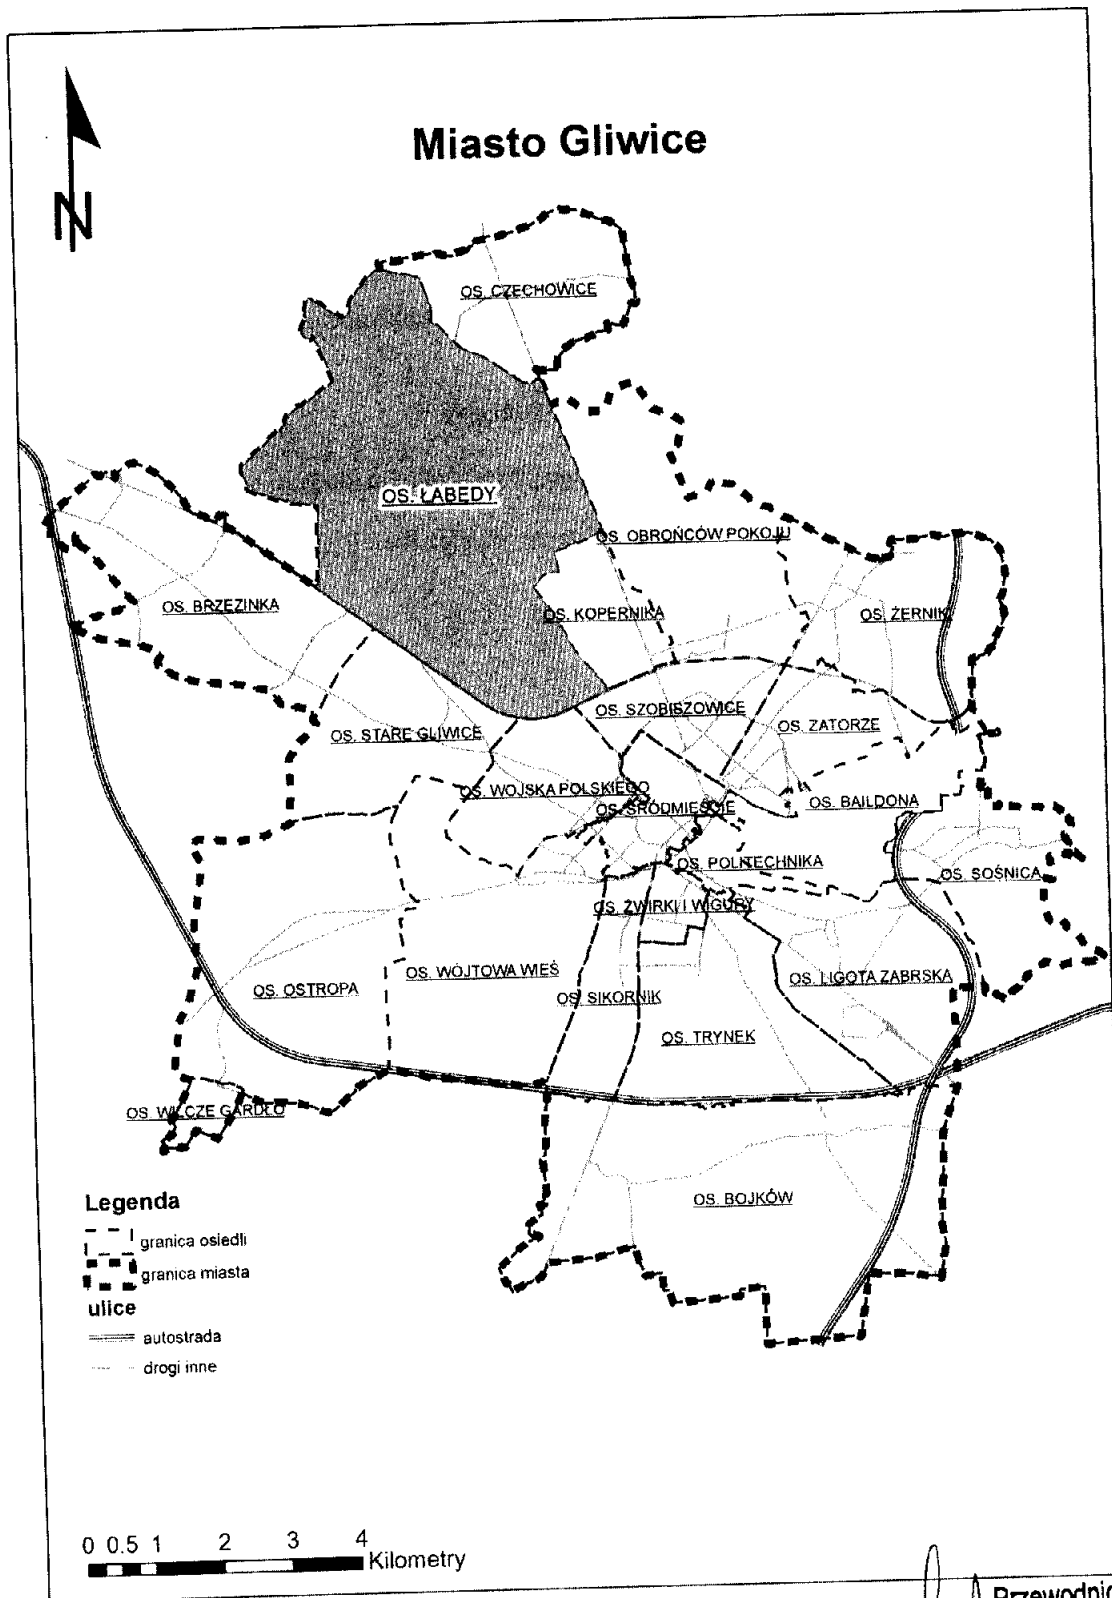 Miasto Gliwice
N
OS. CZECHOWICE
OS. ŁABĘDY
OS. OBROŃCÓW POKOJU
OS. BRZEZINKA
OS. KOPERNIKA
OS. ŻERNIKI
OS. SZOBISZOWICE
OS. STARE GLIWICE
OS. ZATORZE
OS. WOJSKA POLSKIEGO
OS. ŚRÓDMIEŚCIE
OS. BAJLDONA
OS. POLITECHNIKA
OS. SOŚNICA
OS. ŻWIRKI I WIGURY
OS. WÓJTOWA WIEŚ
OS. LIGOTA ZABRSKA
OS. OSTROPA
OS. SIKORNIK
OS. TRYNEK
OS. WILCZE GARDŁO
OS. BOJKÓW
Legenda
granica osiedli
granica miasta
ulice
autostrada
drogi inne
0 0.5 1 2 3 4
Kilometry